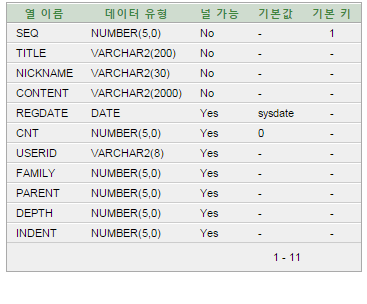 열 이름 데이터 유형 널 가능 기본값 기본 키
SEQ NUMBER(5,0) No - 1
TITLE VARCHAR2(200) No - -
NICKNAME VARCHAR2(30) No - -
CONTENT VARCHAR2(2000) No - -
REGDATE DATE Yes sysdate -
CNT NUMBER(5,0) Yes 0 -
USERID VARCHAR2(8) Yes - -
FAMILY NUMBER(5,0) Yes - -
PARENT NUMBER(5,0) Yes - -
DEPTH NUMBER(5,0) Yes - -
INDENT NUMBER(5,0) Yes - -
1 - 11